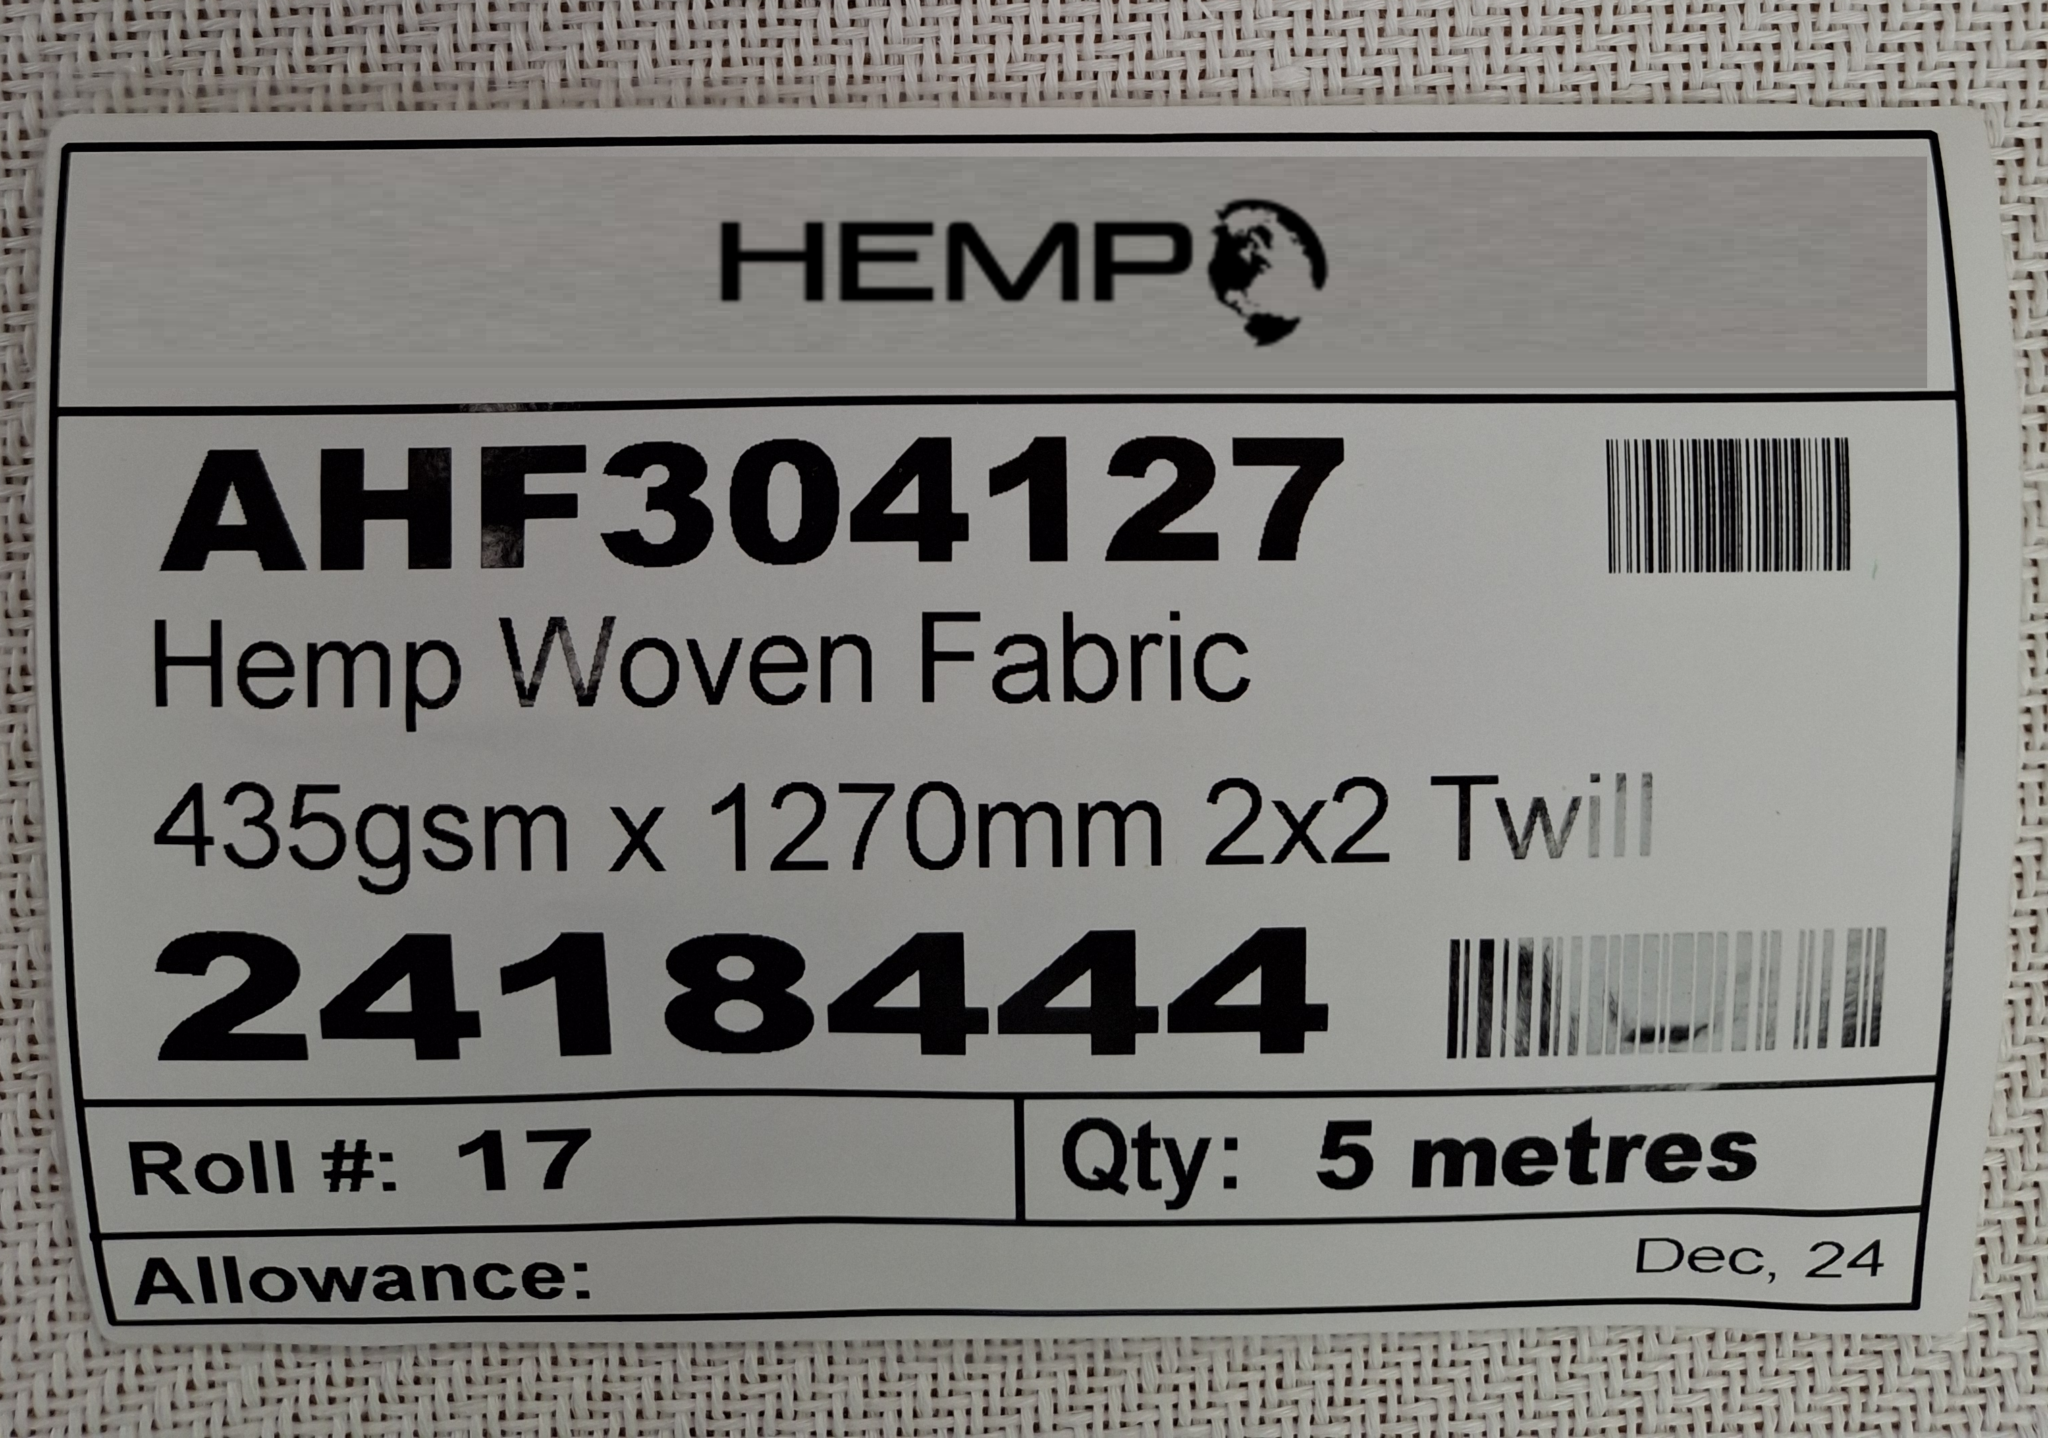 HEMP
AHF304127
Hemp Woven Fabric
435gsm x 1270mm 2x2 Twill
2418444
Roll #: 17
Qty: 5 metres
Allowance:
Dec, 24